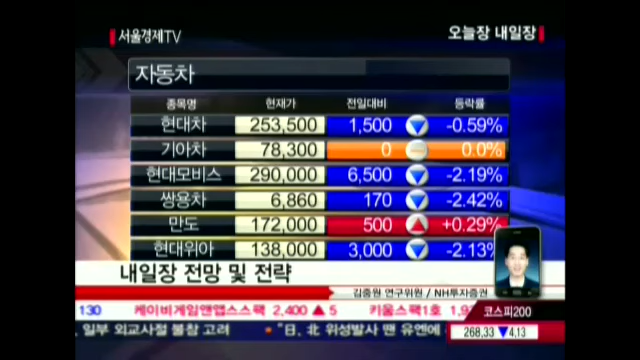 서울경제TV
오늘장 내일장
자동차
종목명 현재가 전일대비 등락률
현대차 253,500 1,500 ▼ -0.59%
기아차 78,300 0 - 0.0%
현대모비스 290,000 6,500 ▼ -2.19%
쌍용차 6,860 170 ▼ -2.42%
만도 172,000 500 ▲ +0.29%
현대위아 138,000 3,000 ▼ -2.13%
내일장 전망 및 전략
김중원 연구위원 / NH투자증권
130 케이비게임앤앱스스팩 2,400 ▲ 5 키움스팩1호 1,97
코스피200
268,33 ▼4,13
, 일부 외교사절 불참 고려 • "日, 北 위성발사 땐 유엔에